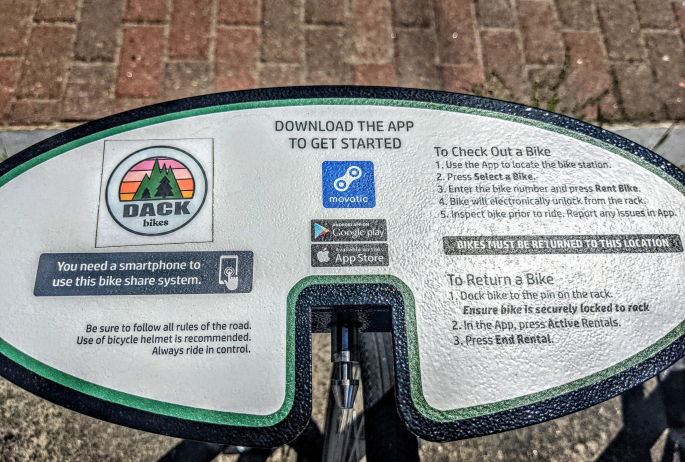 DACK
bikes
You need a smartphone to
use this bike share system.
Be sure to follow all rules of the road.
Use of bicycle helmet is recommended.
Always ride in control.
DOWNLOAD THE APP
TO GET STARTED
movatic
ANDROID APP ON
Google play
Available on the
App Store
To Check Out a Bike
1. Use the App to locate the bike station.
2. Press Select a Bike.
3. Enter the bike number and press Rent Bike.
4. Bike will electronically unlock from the rack.
5. Inspect bike prior to ride. Report any issues in App.
BIKES MUST BE RETURNED TO THIS LOCATION
To Return a Bike
1. Dock bike to the pin on the rack.
Ensure bike is securely locked to rock
2. In the App, press Active Rentals.
3. Press End Rental.